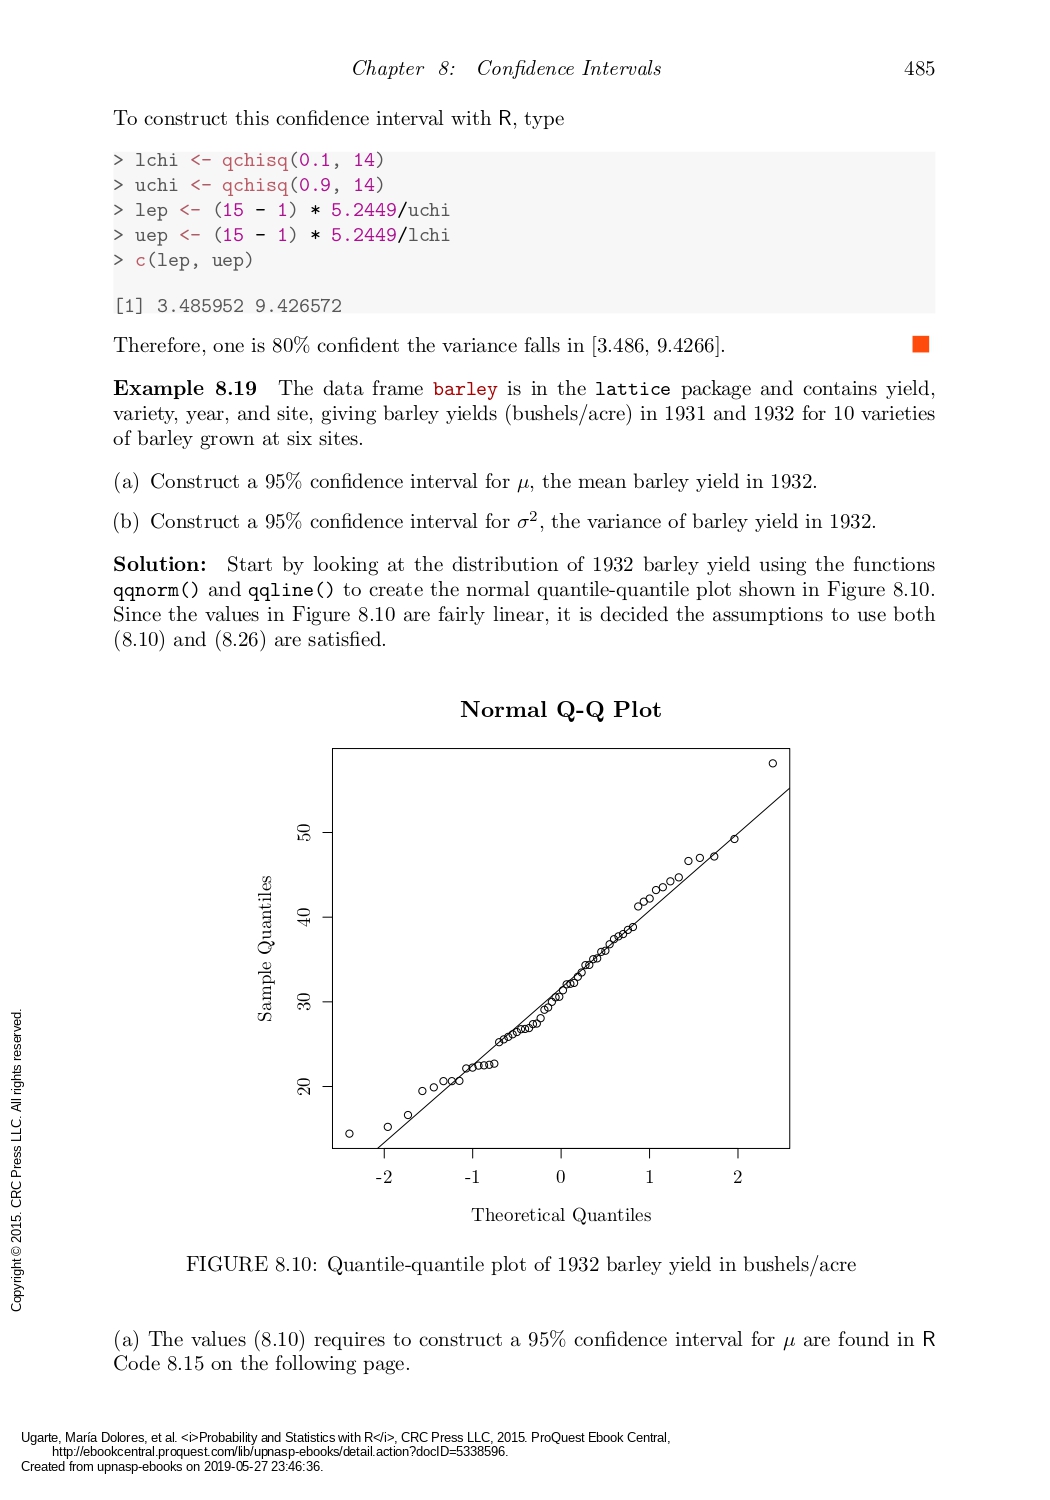 Chapter 8: Confidence Intervals 485
To construct this confidence interval with R, type
> lchi <- qchisq(0.1, 14)
> uchi <- qchisq(0.9, 14)
> lep <- (15 - 1) * 5.2449/uchi
> uep <- (15 - 1) * 5.2449/lchi
> c(lep, uep)
[1] 3.485952 9.426572
Therefore, one is 80% confident the variance falls in [3.486, 9.4266].
Example 8.19 The data frame barley is in the lattice package and contains yield,
variety, year, and site, giving barley yields (bushels/acre) in 1931 and 1932 for 10 varieties
of barley grown at six sites.
(a) Construct a 95% confidence interval for μ, the mean barley yield in 1932.
(b) Construct a 95% confidence interval for σ², the variance of barley yield in 1932.
Solution: Start by looking at the distribution of 1932 barley yield using the functions
qqnorm() and qqline() to create the normal quantile-quantile plot shown in Figure 8.10.
Since the values in Figure 8.10 are fairly linear, it is decided the assumptions to use both
(8.10) and (8.26) are satisfied.
Normal Q-Q Plot
Sample Quantiles
50
40
30
20
-2 -1 0 1 2
Theoretical Quantiles
FIGURE 8.10: Quantile-quantile plot of 1932 barley yield in bushels/acre
(a) The values (8.10) requires to construct a 95% confidence interval for μ are found in R
Code 8.15 on the following page.
Copyright © 2015. CRC Press LLC. All rights reserved.
Ugarte, María Dolores, et al. <i>Probability and Statistics with R</i>, CRC Press LLC, 2015. ProQuest Ebook Central,
http://ebookcentral.proquest.com/lib/upnasp-ebooks/detail.action?docID=5338596.
Created from upnasp-ebooks on 2019-05-27 23:46:36.